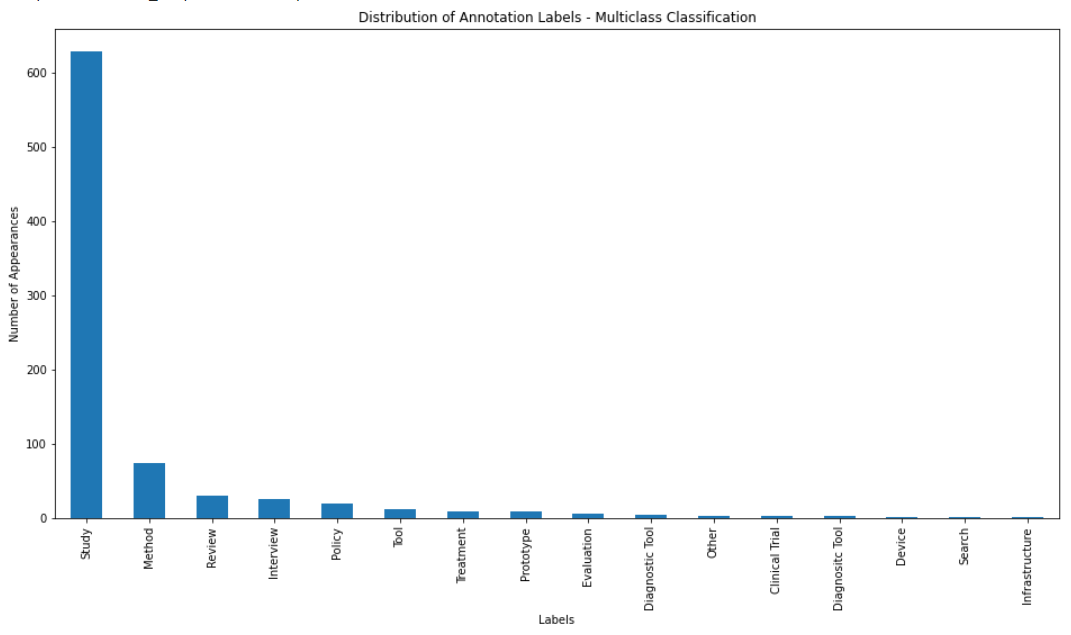 Distribution of Annotation Labels - Multiclass Classification
Number of Appearances
600
500
400
300
200
100
0
Study
Method
Review
Interview
Policy
Tool
Treatment
Prototype
Evaluation
Diagnostic Tool
Other
Clinical Trial
Diagnositc Tool
Device
Search
Infrastructure
Labels